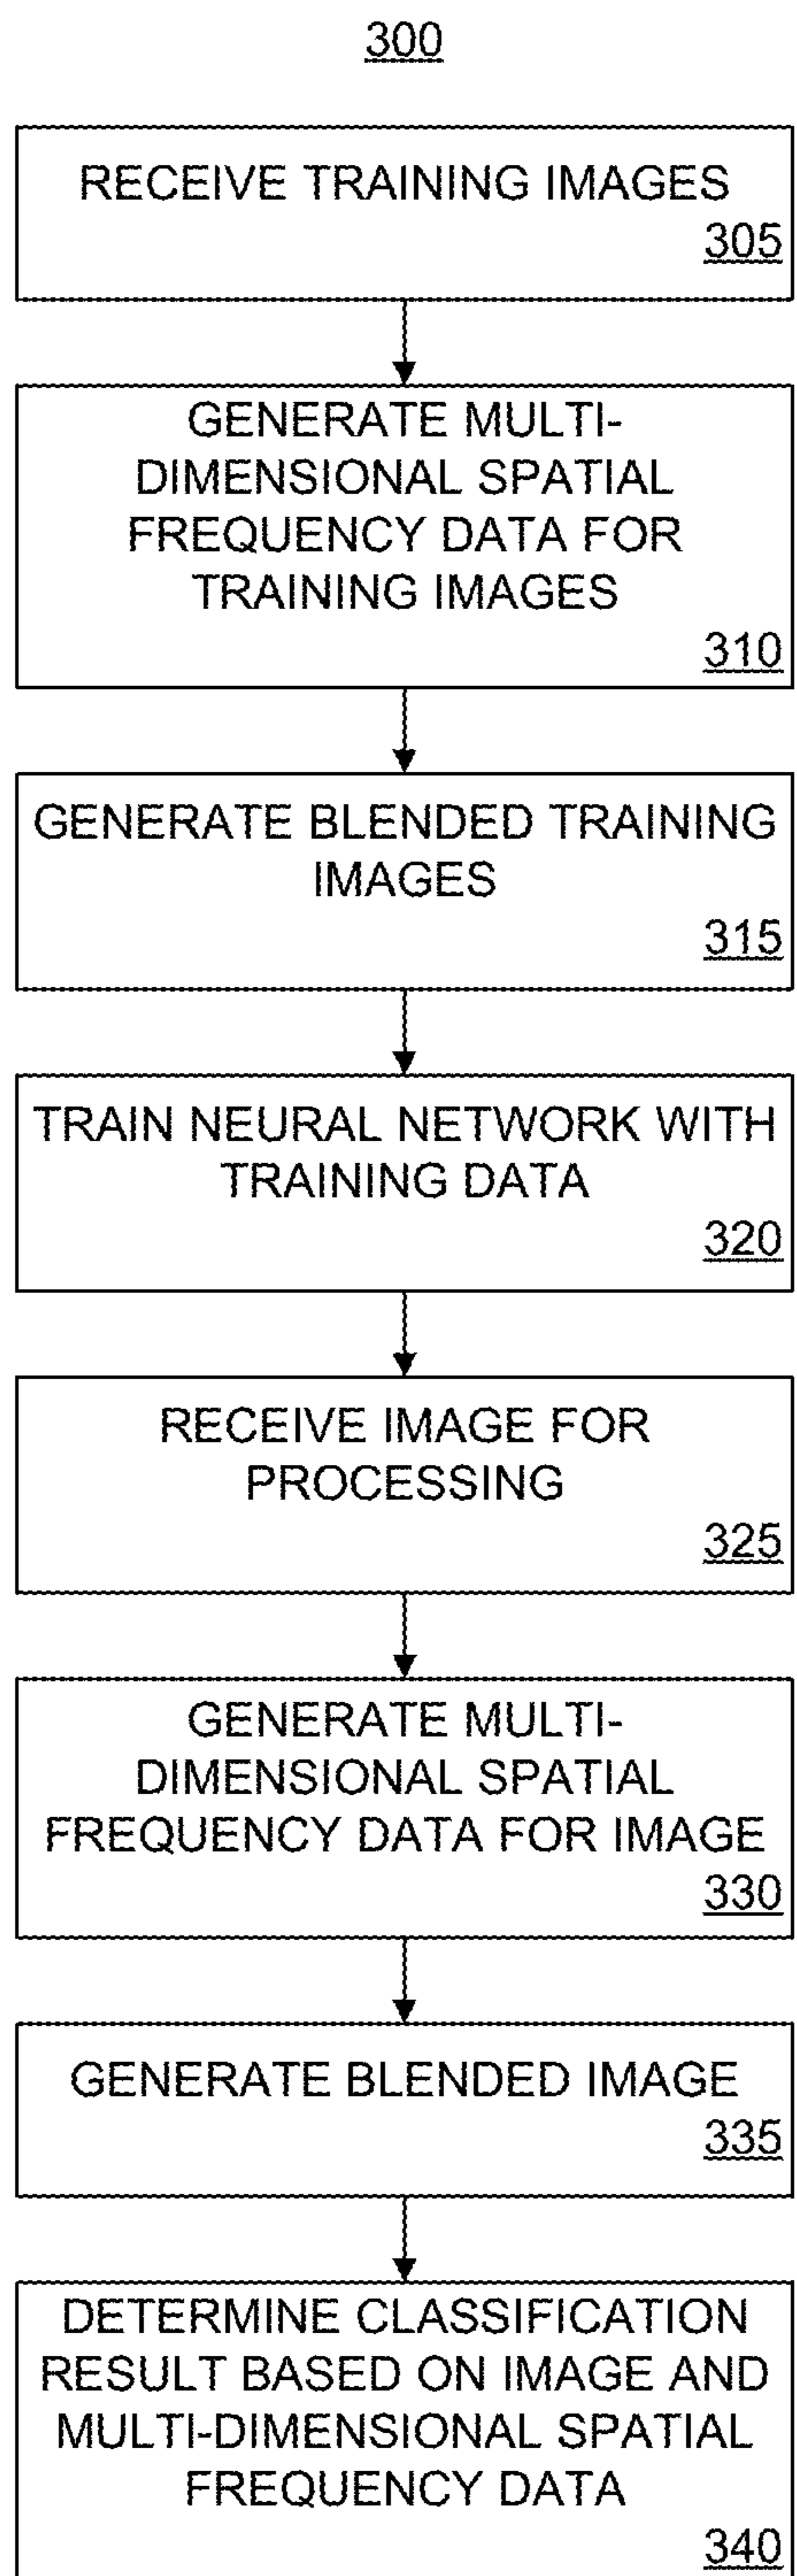 300
RECEIVE TRAINING IMAGES
305
GENERATE MULTI-
DIMENSIONAL SPATIAL
FREQUENCY DATA FOR
TRAINING IMAGES
310
GENERATE BLENDED TRAINING
IMAGES
315
TRAIN NEURAL NETWORK WITH
TRAINING DATA
320
RECEIVE IMAGE FOR
PROCESSING
325
GENERATE MULTI-
DIMENSIONAL SPATIAL
FREQUENCY DATA FOR IMAGE
330
GENERATE BLENDED IMAGE
335
DETERMINE CLASSIFICATION
RESULT BASED ON IMAGE AND
MULTI-DIMENSIONAL SPATIAL
FREQUENCY DATA
340